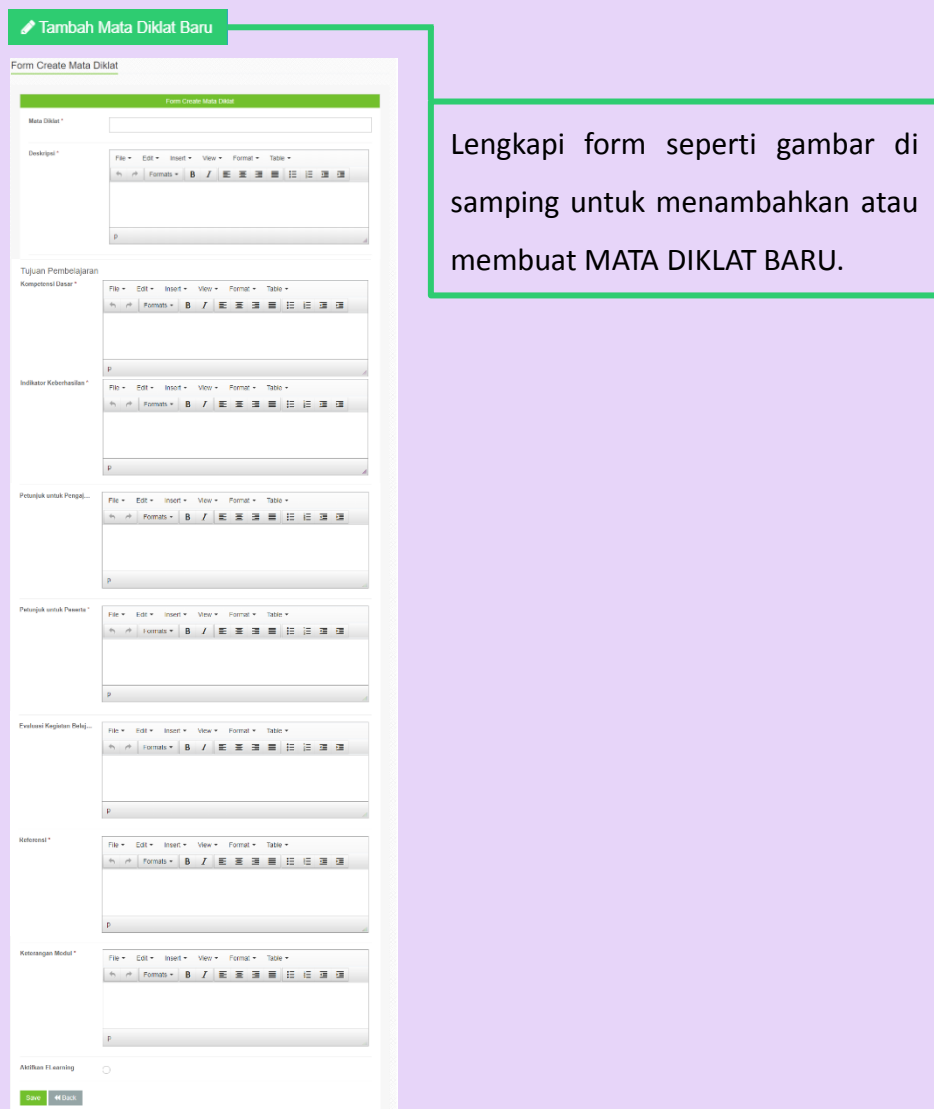 Tambah Mata Diklat Baru
Form Create Mata Diklat
Lengkapi form seperti gambar di
samping untuk menambahkan atau
membuat MATA DIKLAT BARU.
Form Create Mata Diklat
Mata Diklat *
Deskripsi *
File Edit Insert View Format Table
Formats B I
p
Tujuan Pembelajaran
Kompetensi Dasar *
File Edit Insert View Format Table
Formats B I
p
Indikator Keberhasilan *
File Edit Insert View Format Table
Formats B I
p
Petunjuk untuk Pengaj...
File Edit Insert View Format Table
Formats B I
p
Petunjuk untuk Peserta *
File Edit Insert View Format Table
Formats B I
p
Evaluasi Kegiatan Belaj...
File Edit Insert View Format Table
Formats B I
p
Referensi *
File Edit Insert View Format Table
Formats B I
p
Keterangan Modul *
File Edit Insert View Format Table
Formats B I
p
Aktifkan ELearning
Save Back